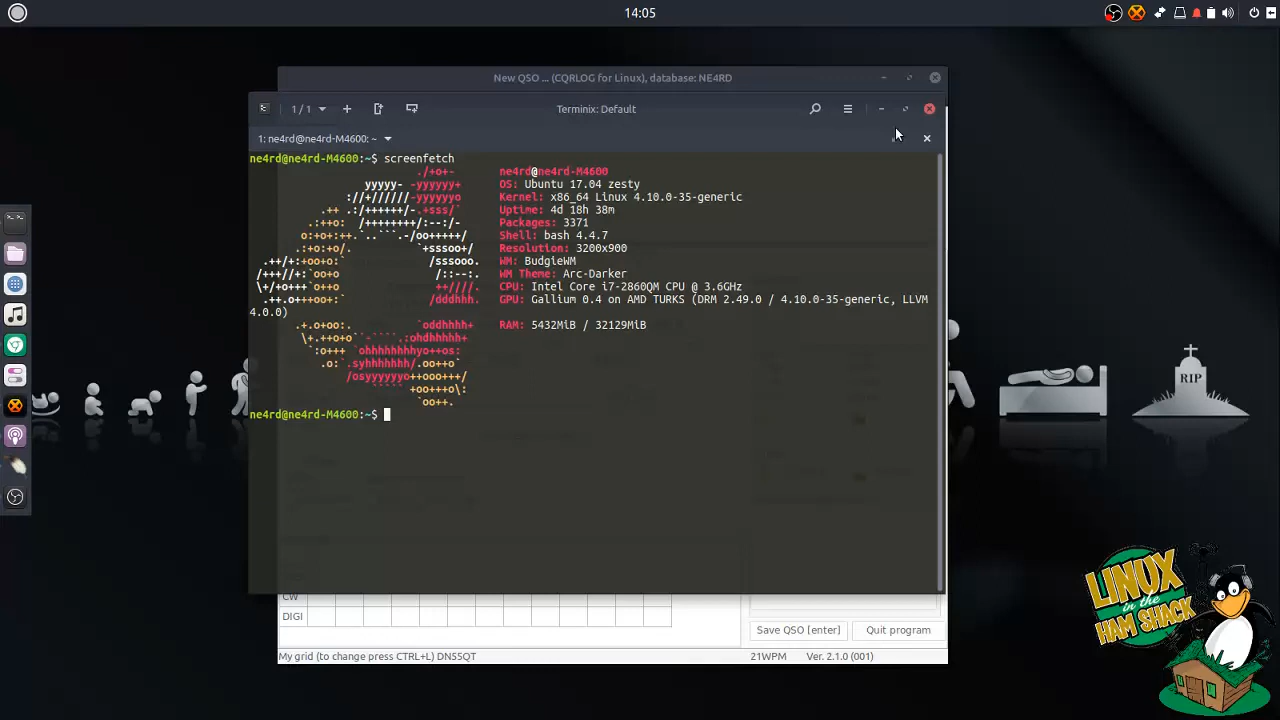 14:05
New QSO ... (CQRLOG for Linux), database: NE4RD
1 / 1
Terminix: Default
1: ne4rd@ne4rd-M4600: ~
ne4rd@ne4rd-M4600:~$ screenfetch
ne4rd@ne4rd-M4600
OS: Ubuntu 17.04 zesty
Kernel: x86_64 Linux 4.10.0-35-generic
Uptime: 4d 18h 38m
Packages: 3371
Shell: bash 4.4.7
Resolution: 3200x900
WM: BudgieWM
WM Theme: Arc-Darker
CPU: Intel Core i7-2860QM CPU @ 3.6GHz
GPU: Gallium 0.4 on AMD TURKS (DRM 2.49.0 / 4.10.0-35-generic, LLVM
4.0.0)
RAM: 5432MiB / 32129MiB
ne4rd@ne4rd-M4600:~$
RIP
CW
DIGI
Save QSO [enter]
Quit program
My grid (to change press CTRL+L) DN55QT
21WPM
Ver. 2.1.0 (001)
LINUX
in the
HAM SHACK